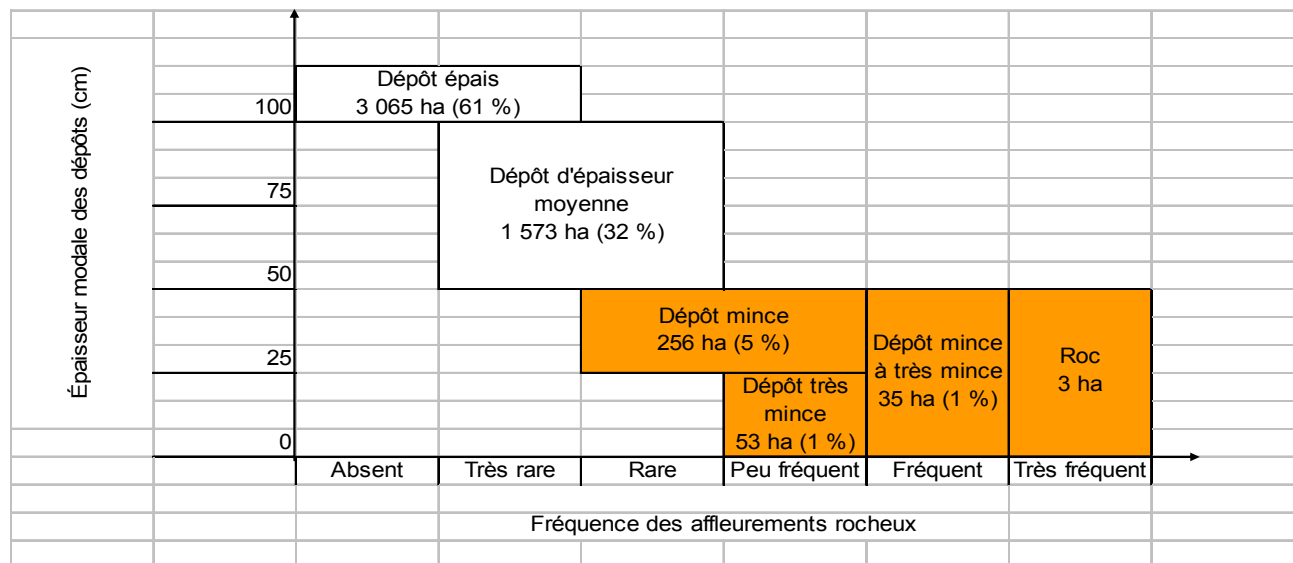 Épaisseur modale des dépôts (cm)
Dépôt épais
3 065 ha (61 %)
100
Dépôt d'épaisseur
moyenne
1 573 ha (32 %)
75
50
Dépôt mince
256 ha (5 %)
Dépôt mince
à très mince
35 ha (1 %)
Roc
3 ha
25
Dépôt très
mince
53 ha (1 %)
0
Absent
Très rare
Rare
Peu fréquent
Fréquent
Très fréquent
Fréquence des affleurements rocheux